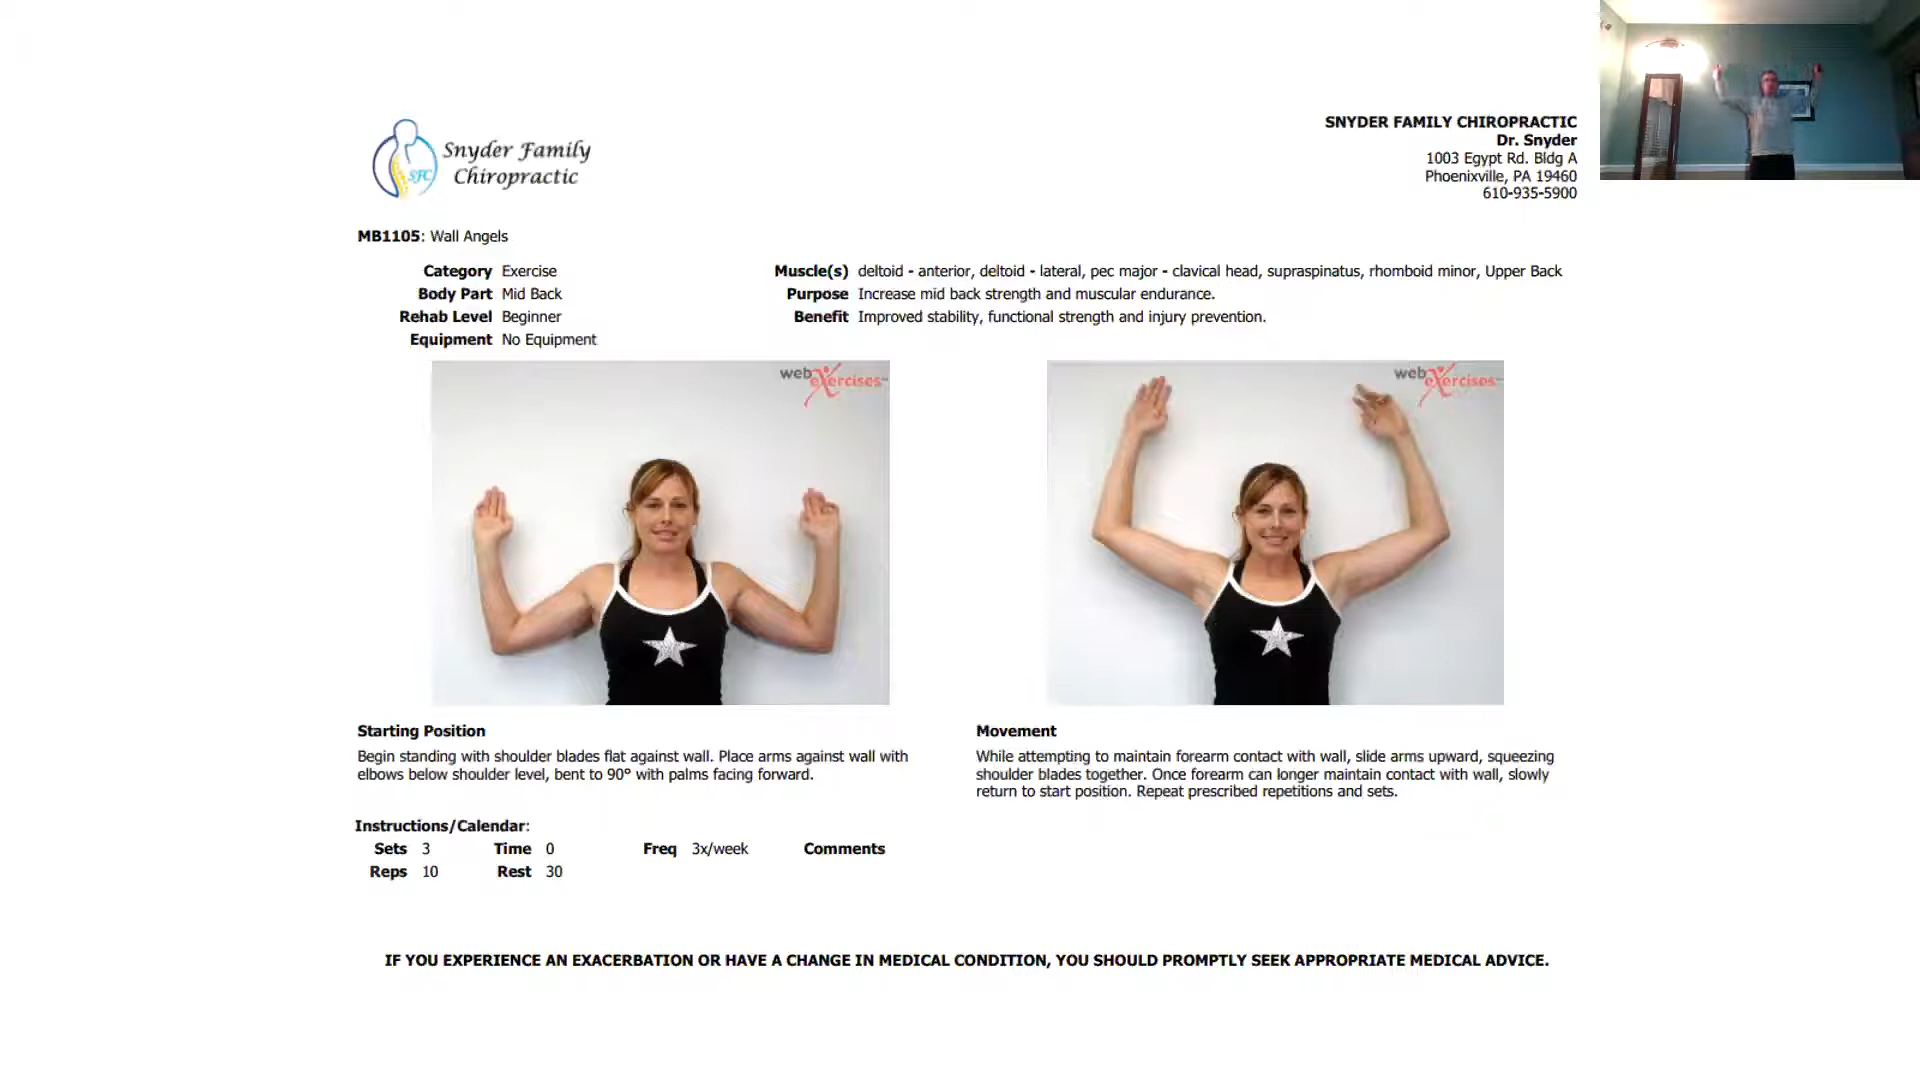 Snyder Family
Chiropractic
SFC
SNYDER FAMILY CHIROPRACTIC
Dr. Snyder
1003 Egypt Rd. Bldg A
Phoenixville, PA 19460
610-935-5900
MB1105: Wall Angels
Category Exercise
Body Part Mid Back
Rehab Level Beginner
Equipment No Equipment
Muscle(s) deltoid - anterior, deltoid - lateral, pec major - clavical head, supraspinatus, rhomboid minor, Upper Back
Purpose Increase mid back strength and muscular endurance.
Benefit Improved stability, functional strength and injury prevention.
web exercises
web exercises
Starting Position
Begin standing with shoulder blades flat against wall. Place arms against wall with
elbows below shoulder level, bent to 90° with palms facing forward.
Movement
While attempting to maintain forearm contact with wall, slide arms upward, squeezing
shoulder blades together. Once forearm can longer maintain contact with wall, slowly
return to start position. Repeat prescribed repetitions and sets.
Instructions/Calendar:
Sets 3 Time 0 Freq 3x/week Comments
Reps 10 Rest 30
IF YOU EXPERIENCE AN EXACERBATION OR HAVE A CHANGE IN MEDICAL CONDITION, YOU SHOULD PROMPTLY SEEK APPROPRIATE MEDICAL ADVICE.